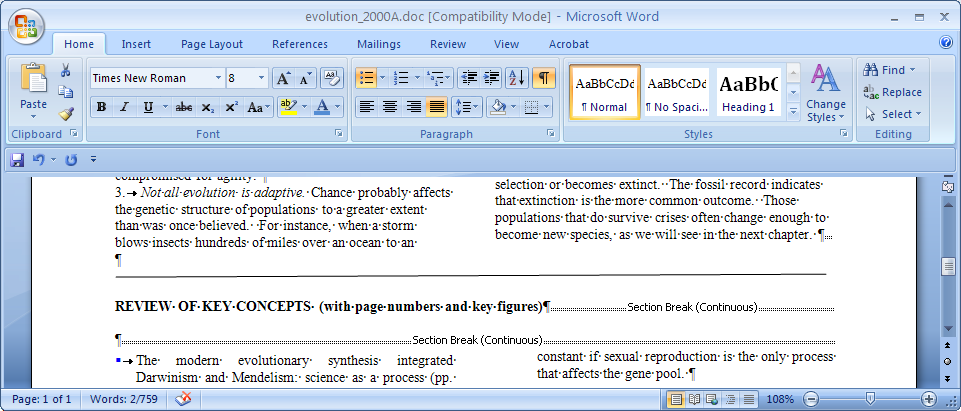 evolution_2000A.doc [Compatibility Mode] - Microsoft Word
Home Insert Page Layout References Mailings Review View Acrobat
Paste
Clipboard
Times New Roman 8
B I U abc X₂ X² Aa
Font
Paragraph
AaBbCcDd AaBbCcDd AaBbC
¶ Normal ¶ No Spaci... Heading 1
Change Styles
Styles
Find
Replace
Select
Editing
compromised·for·agility.· ¶
3.→ Not·all·evolution· is·adaptive.· Chance·probably·affects·
the·genetic· structure·of·populations· to·a·greater·extent·
than·was·once·believed.· ·For·instance,· when·a·storm·
blows·insects·hundreds·of·miles·over·an·ocean·to·an·
¶
selection·or·becomes·extinct.· ·The·fossil·record·indicates·
that·extinction·is·the·more·common·outcome.· ·Those·
populations·that·do·survive·crises·often·change·enough·to·
become·new·species,· as·we·will·see·in·the·next·chapter.·¶
REVIEW· OF·KEY·CONCEPTS· (with·page·numbers·and·key·figures)¶ Section Break (Continuous)
¶ Section Break (Continuous)
▪→The· modern· evolutionary· synthesis· integrated·
Darwinism· and· Mendelism:· science· as· a· process· (pp.·
constant· if· sexual· reproduction· is· the· only· process·
that·affects·the·gene·pool.·¶
Page: 1 of 1 Words: 2/759 108%